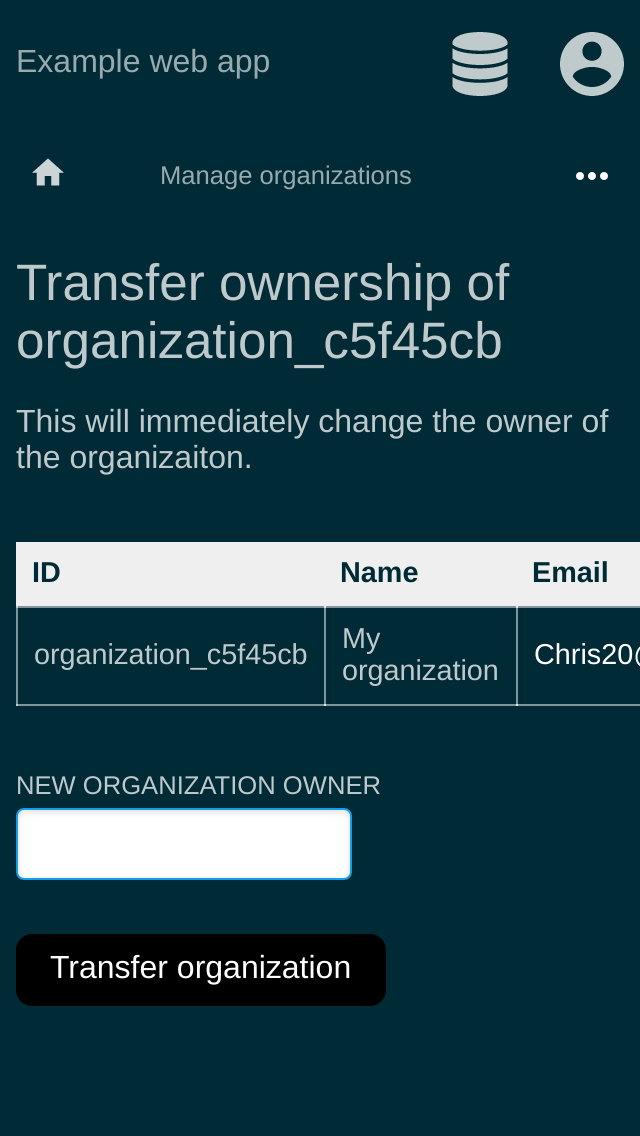 Example web app
Manage organizations
Transfer ownership of
organization_c5f45cb
This will immediately change the owner of
the organizaiton.
ID Name Email
organization_c5f45cb My organization Chris20@
NEW ORGANIZATION OWNER
Transfer organization